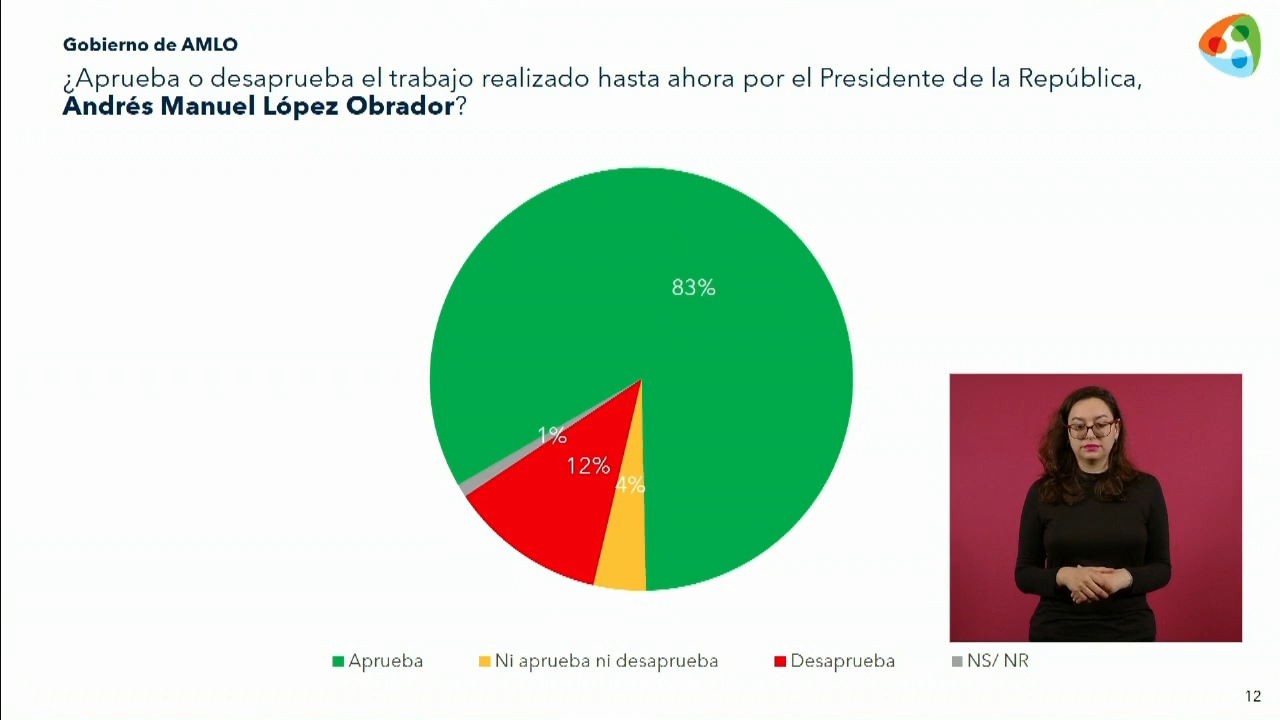 Gobierno de AMLO
¿Aprueba o desaprueba el trabajo realizado hasta ahora por el Presidente de la República,
Andrés Manuel López Obrador?
83%
1%
12%
4%
Aprueba
Ni aprueba ni desaprueba
Desaprueba
NS/ NR
12